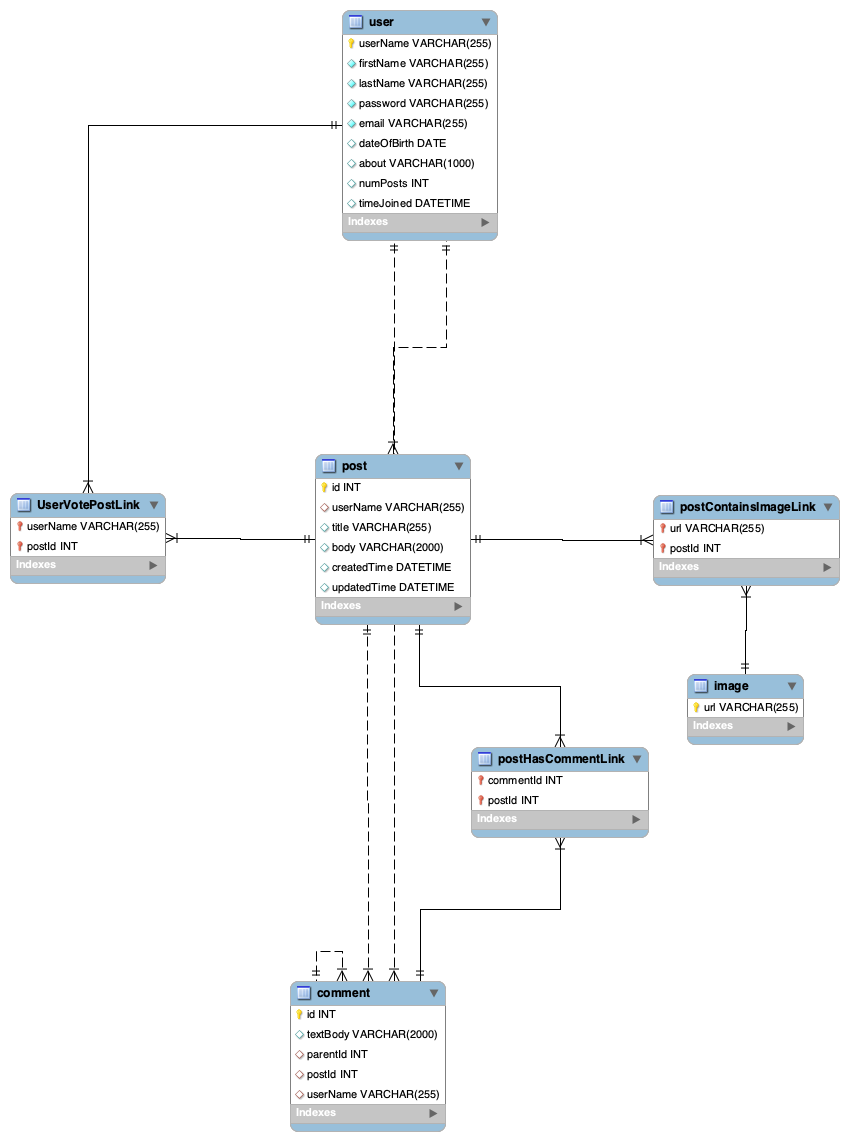 user
userName VARCHAR(255)
firstName VARCHAR(255)
lastName VARCHAR(255)
password VARCHAR(255)
email VARCHAR(255)
dateOfBirth DATE
about VARCHAR(1000)
numPosts INT
timeJoined DATETIME
Indexes
post
id INT
userName VARCHAR(255)
title VARCHAR(255)
body VARCHAR(2000)
createdTime DATETIME
updatedTime DATETIME
Indexes
UserVotePostLink
userName VARCHAR(255)
postId INT
Indexes
postContainsImageLink
url VARCHAR(255)
postId INT
Indexes
image
url VARCHAR(255)
Indexes
postHasCommentLink
commentId INT
postId INT
Indexes
comment
id INT
textBody VARCHAR(2000)
parentId INT
postId INT
userName VARCHAR(255)
Indexes